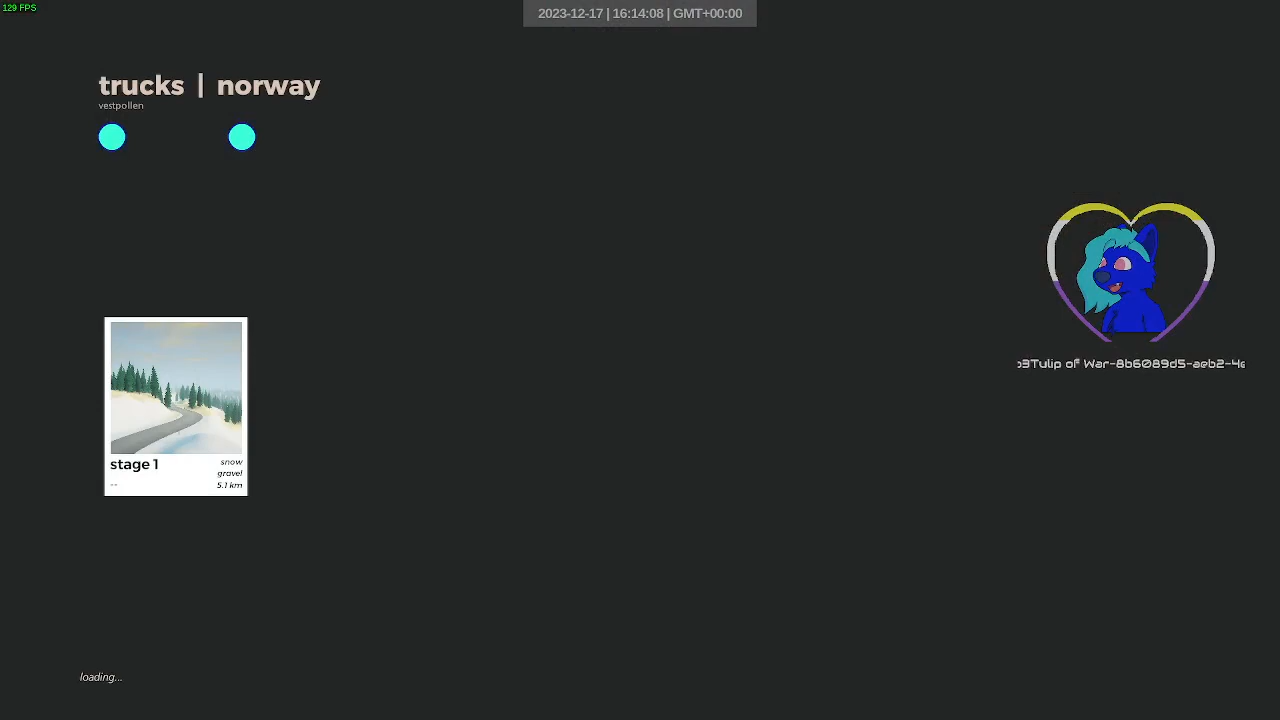 129 FPS
2023-12-17 | 16:14:08 | GMT+00:00
trucks | norway
vestpollen
Tulip of War-8b6089d5-aeb2-4
stage 1
snow
gravel
--
5.1 km
loading...